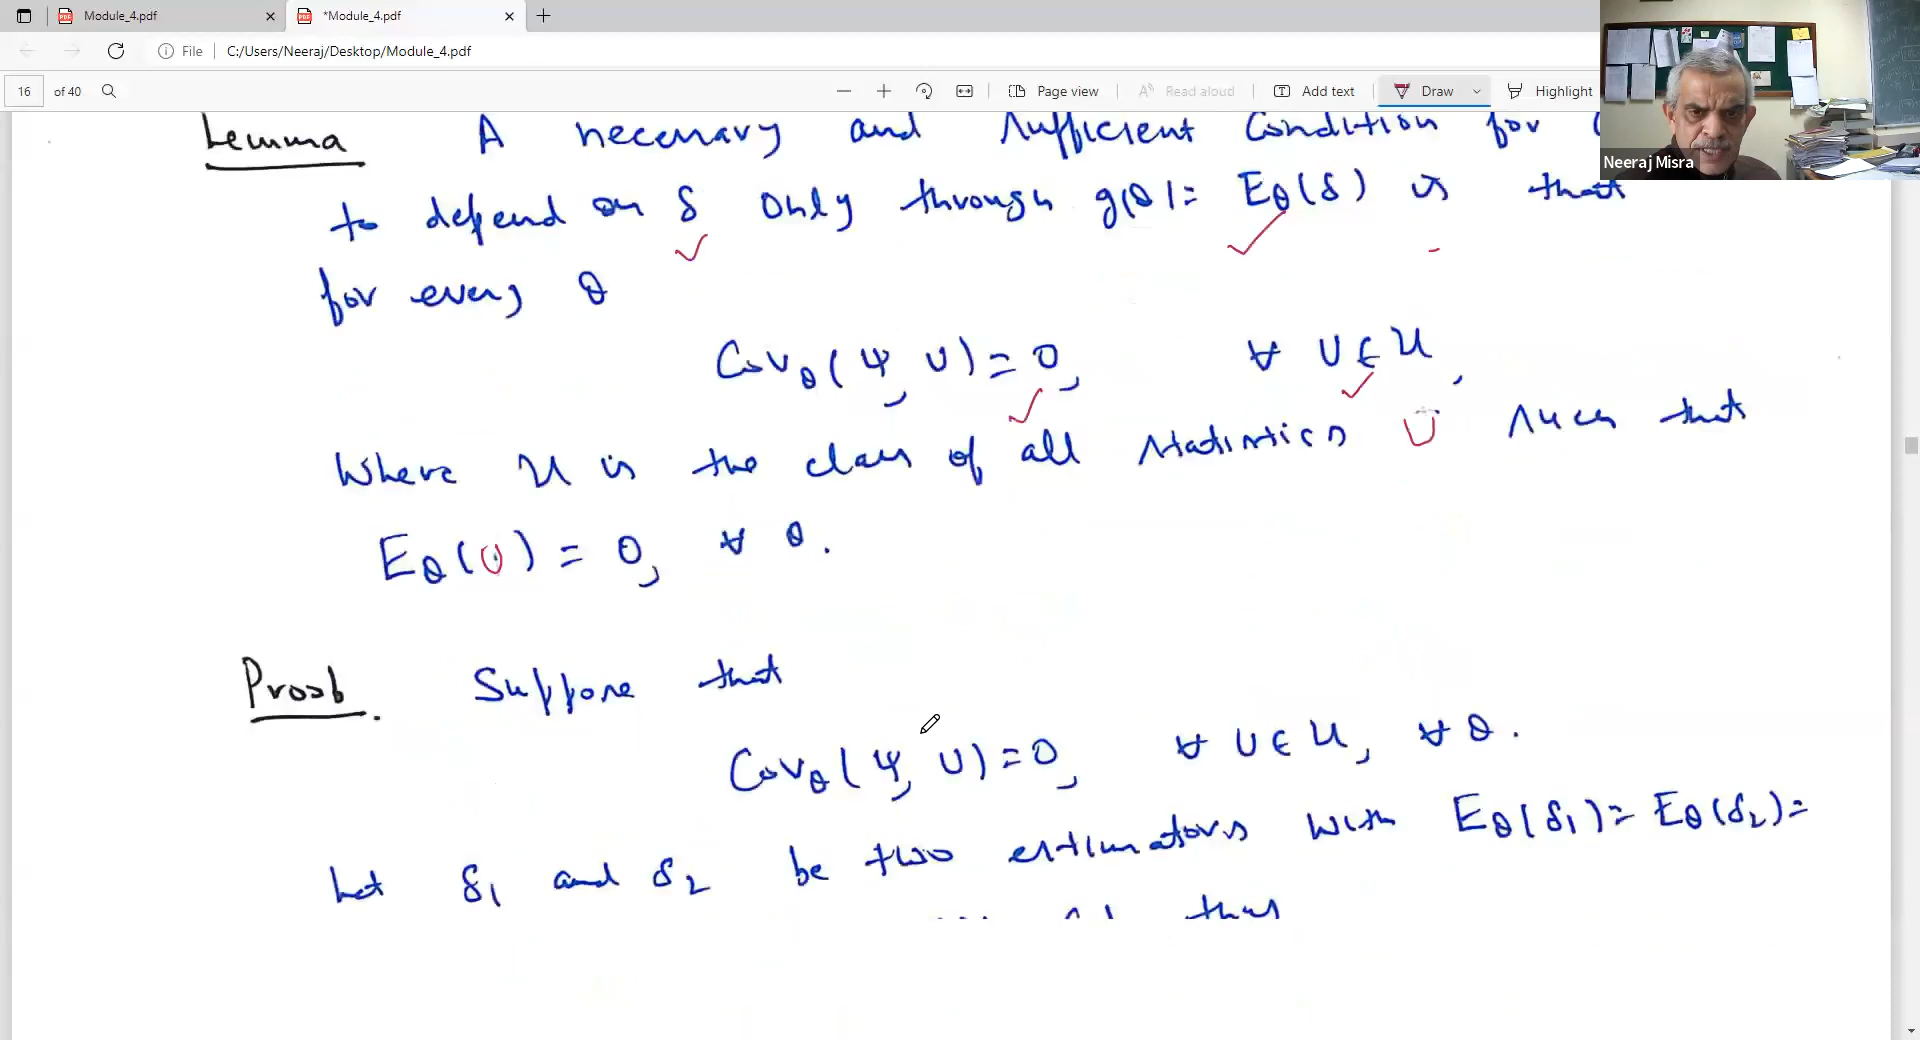 Module_4.pdf
*Module_4.pdf
File C:/Users/Neeraj/Desktop/Module_4.pdf
16 of 40
Page view
Read aloud
Add text
Draw
Highlight
Neeraj Misra
Lemma A necessary and sufficient condition for
to depend on δ only through g(θ) = Eθ(δ) is that
for every θ
Covθ(ψ, U) = 0, ∀ U ∈ 𝒰,
Where 𝒰 is the class of all statistics U such that
Eθ(U) = 0, ∀ θ.
Proof. Suppose that
Covθ(ψ, U) = 0, ∀ U ∈ 𝒰, ∀ θ.
Let δ1 and δ2 be two estimators with Eθ(δ1) = Eθ(δ2) =